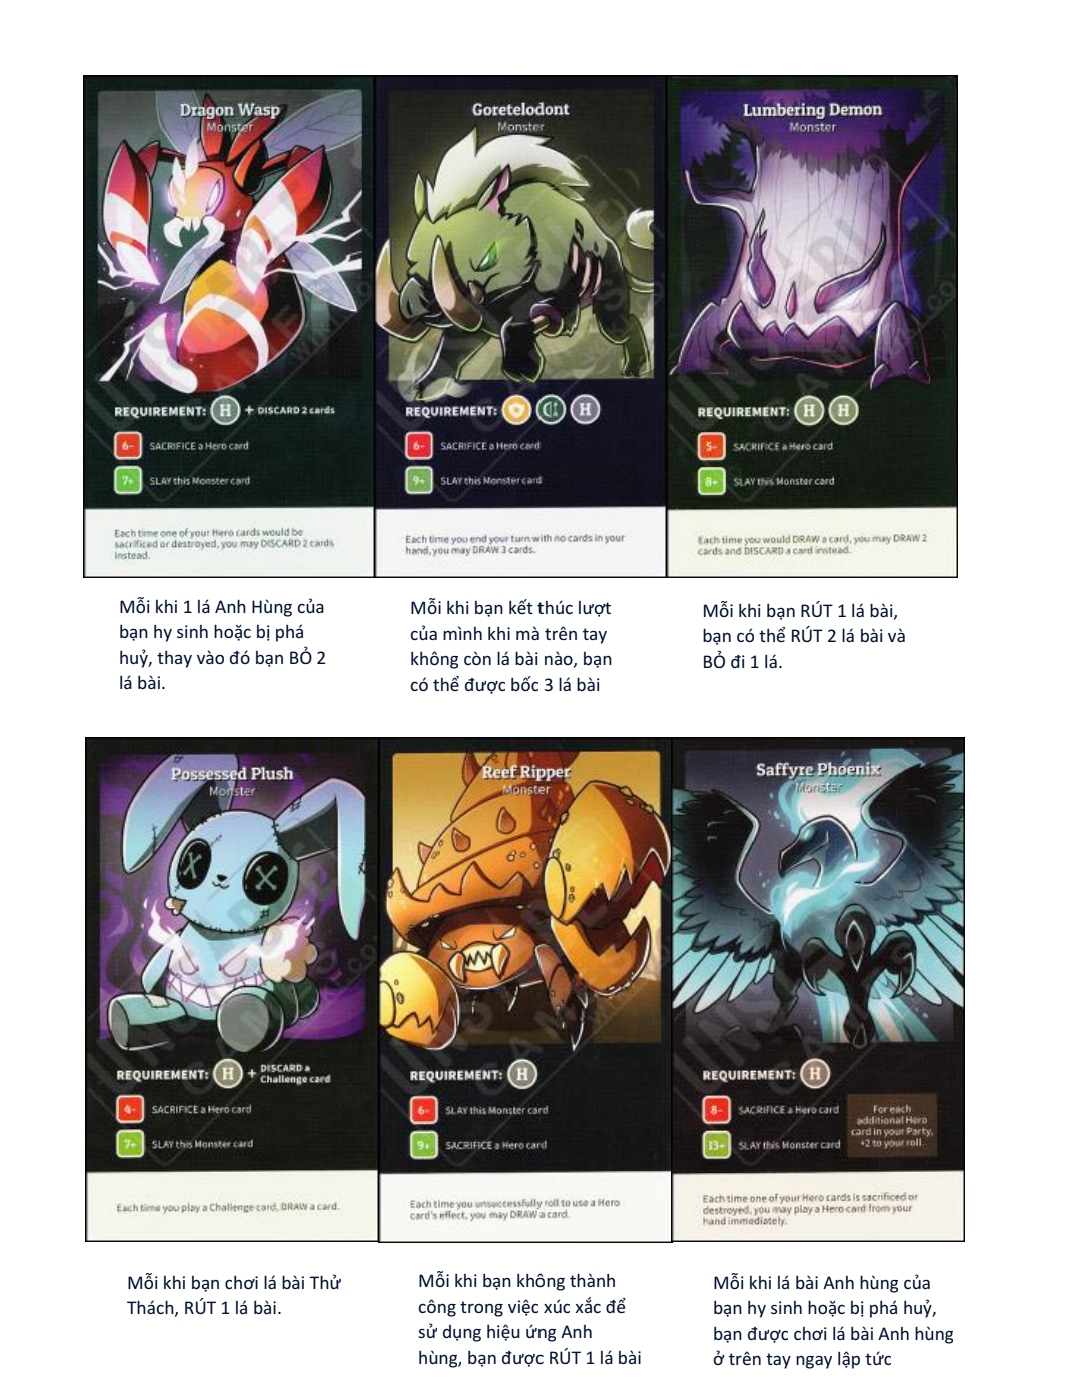 Dragon Wasp
Monster
REQUIREMENT: H + DISCARD 2 cards
6- SACRIFICE a Hero card
7+ SLAY this Monster card
Each time one of your Hero cards would be
sacrificed or destroyed, you may DISCARD 2 cards
instead.
Goretelodont
Monster
REQUIREMENT: H
6- SACRIFICE a Hero card
9+ SLAY this Monster card
Each time you end your turn with no cards in your
hand, you may DRAW 3 cards.
Lumbering Demon
Monster
REQUIREMENT: H H
5- SACRIFICE a Hero card
8+ SLAY this Monster card
Each time you would DRAW a card, you may DRAW 2
cards and DISCARD a card instead.
Mỗi khi 1 lá Anh Hùng của
bạn hy sinh hoặc bị phá
huỷ, thay vào đó bạn BỎ 2
lá bài.
Mỗi khi bạn kết thúc lượt
của mình khi mà trên tay
không còn lá bài nào, bạn
có thể được bốc 3 lá bài
Mỗi khi bạn RÚT 1 lá bài,
bạn có thể RÚT 2 lá bài và
BỎ đi 1 lá.
Possessed Plush
Monster
REQUIREMENT: H + DISCARD a
Challenge card
4- SACRIFICE a Hero card
7+ SLAY this Monster card
Each time you play a Challenge card, DRAW a card.
Reef Ripper
Monster
REQUIREMENT: H
6- SLAY this Monster card
9+ SACRIFICE a Hero card
Each time you unsuccessfully roll to use a Hero
card's effect, you may DRAW a card.
Saffyre Phoenix
Monster
REQUIREMENT: H
8- SACRIFICE a Hero card
13+ SLAY this Monster card
For each
additional Hero
card in your Party,
+2 to your roll.
Each time one of your Hero cards is sacrificed or
destroyed, you may play a Hero card from your
hand immediately.
Mỗi khi bạn chơi lá bài Thử
Thách, RÚT 1 lá bài.
Mỗi khi bạn không thành
công trong việc xúc xắc để
sử dụng hiệu ứng Anh
hùng, bạn được RÚT 1 lá bài
Mỗi khi lá bài Anh hùng của
bạn hy sinh hoặc bị phá huỷ,
bạn được chơi lá bài Anh hùng
ở trên tay ngay lập tức